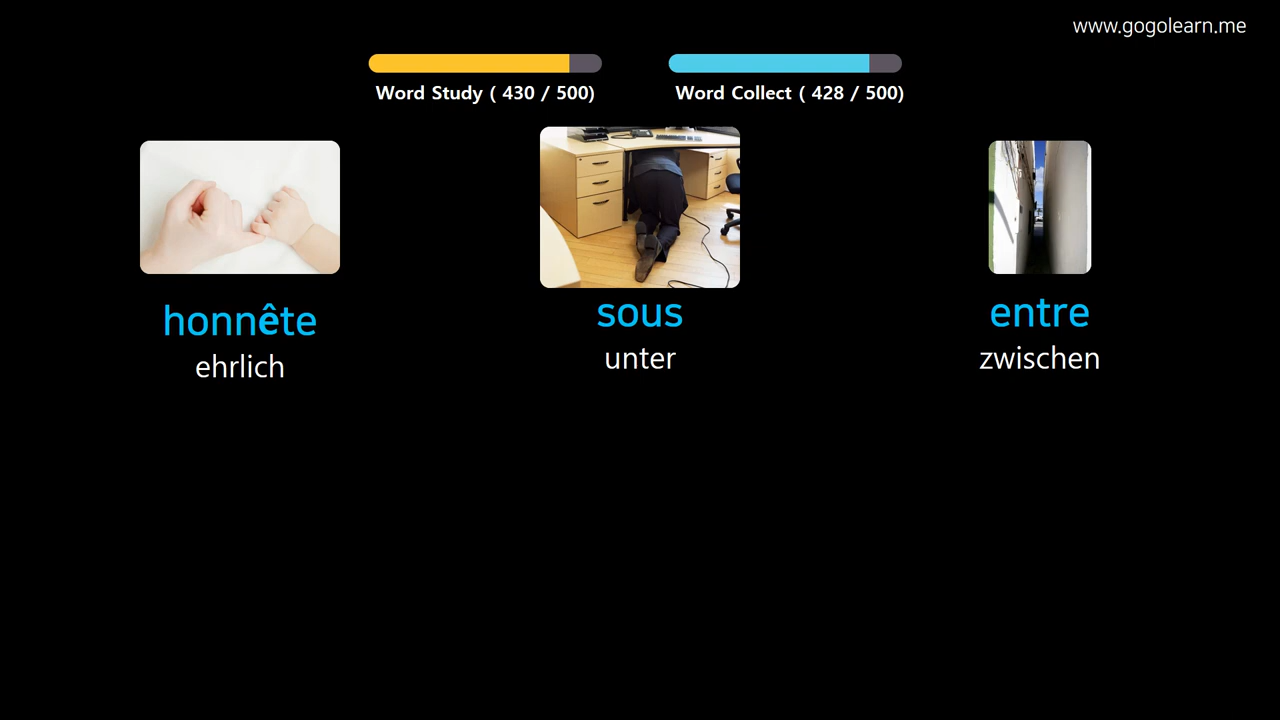 www.gogolearn.me
Word Study ( 430 / 500)
Word Collect ( 428 / 500)
honnête
ehrlich
sous
unter
entre
zwischen